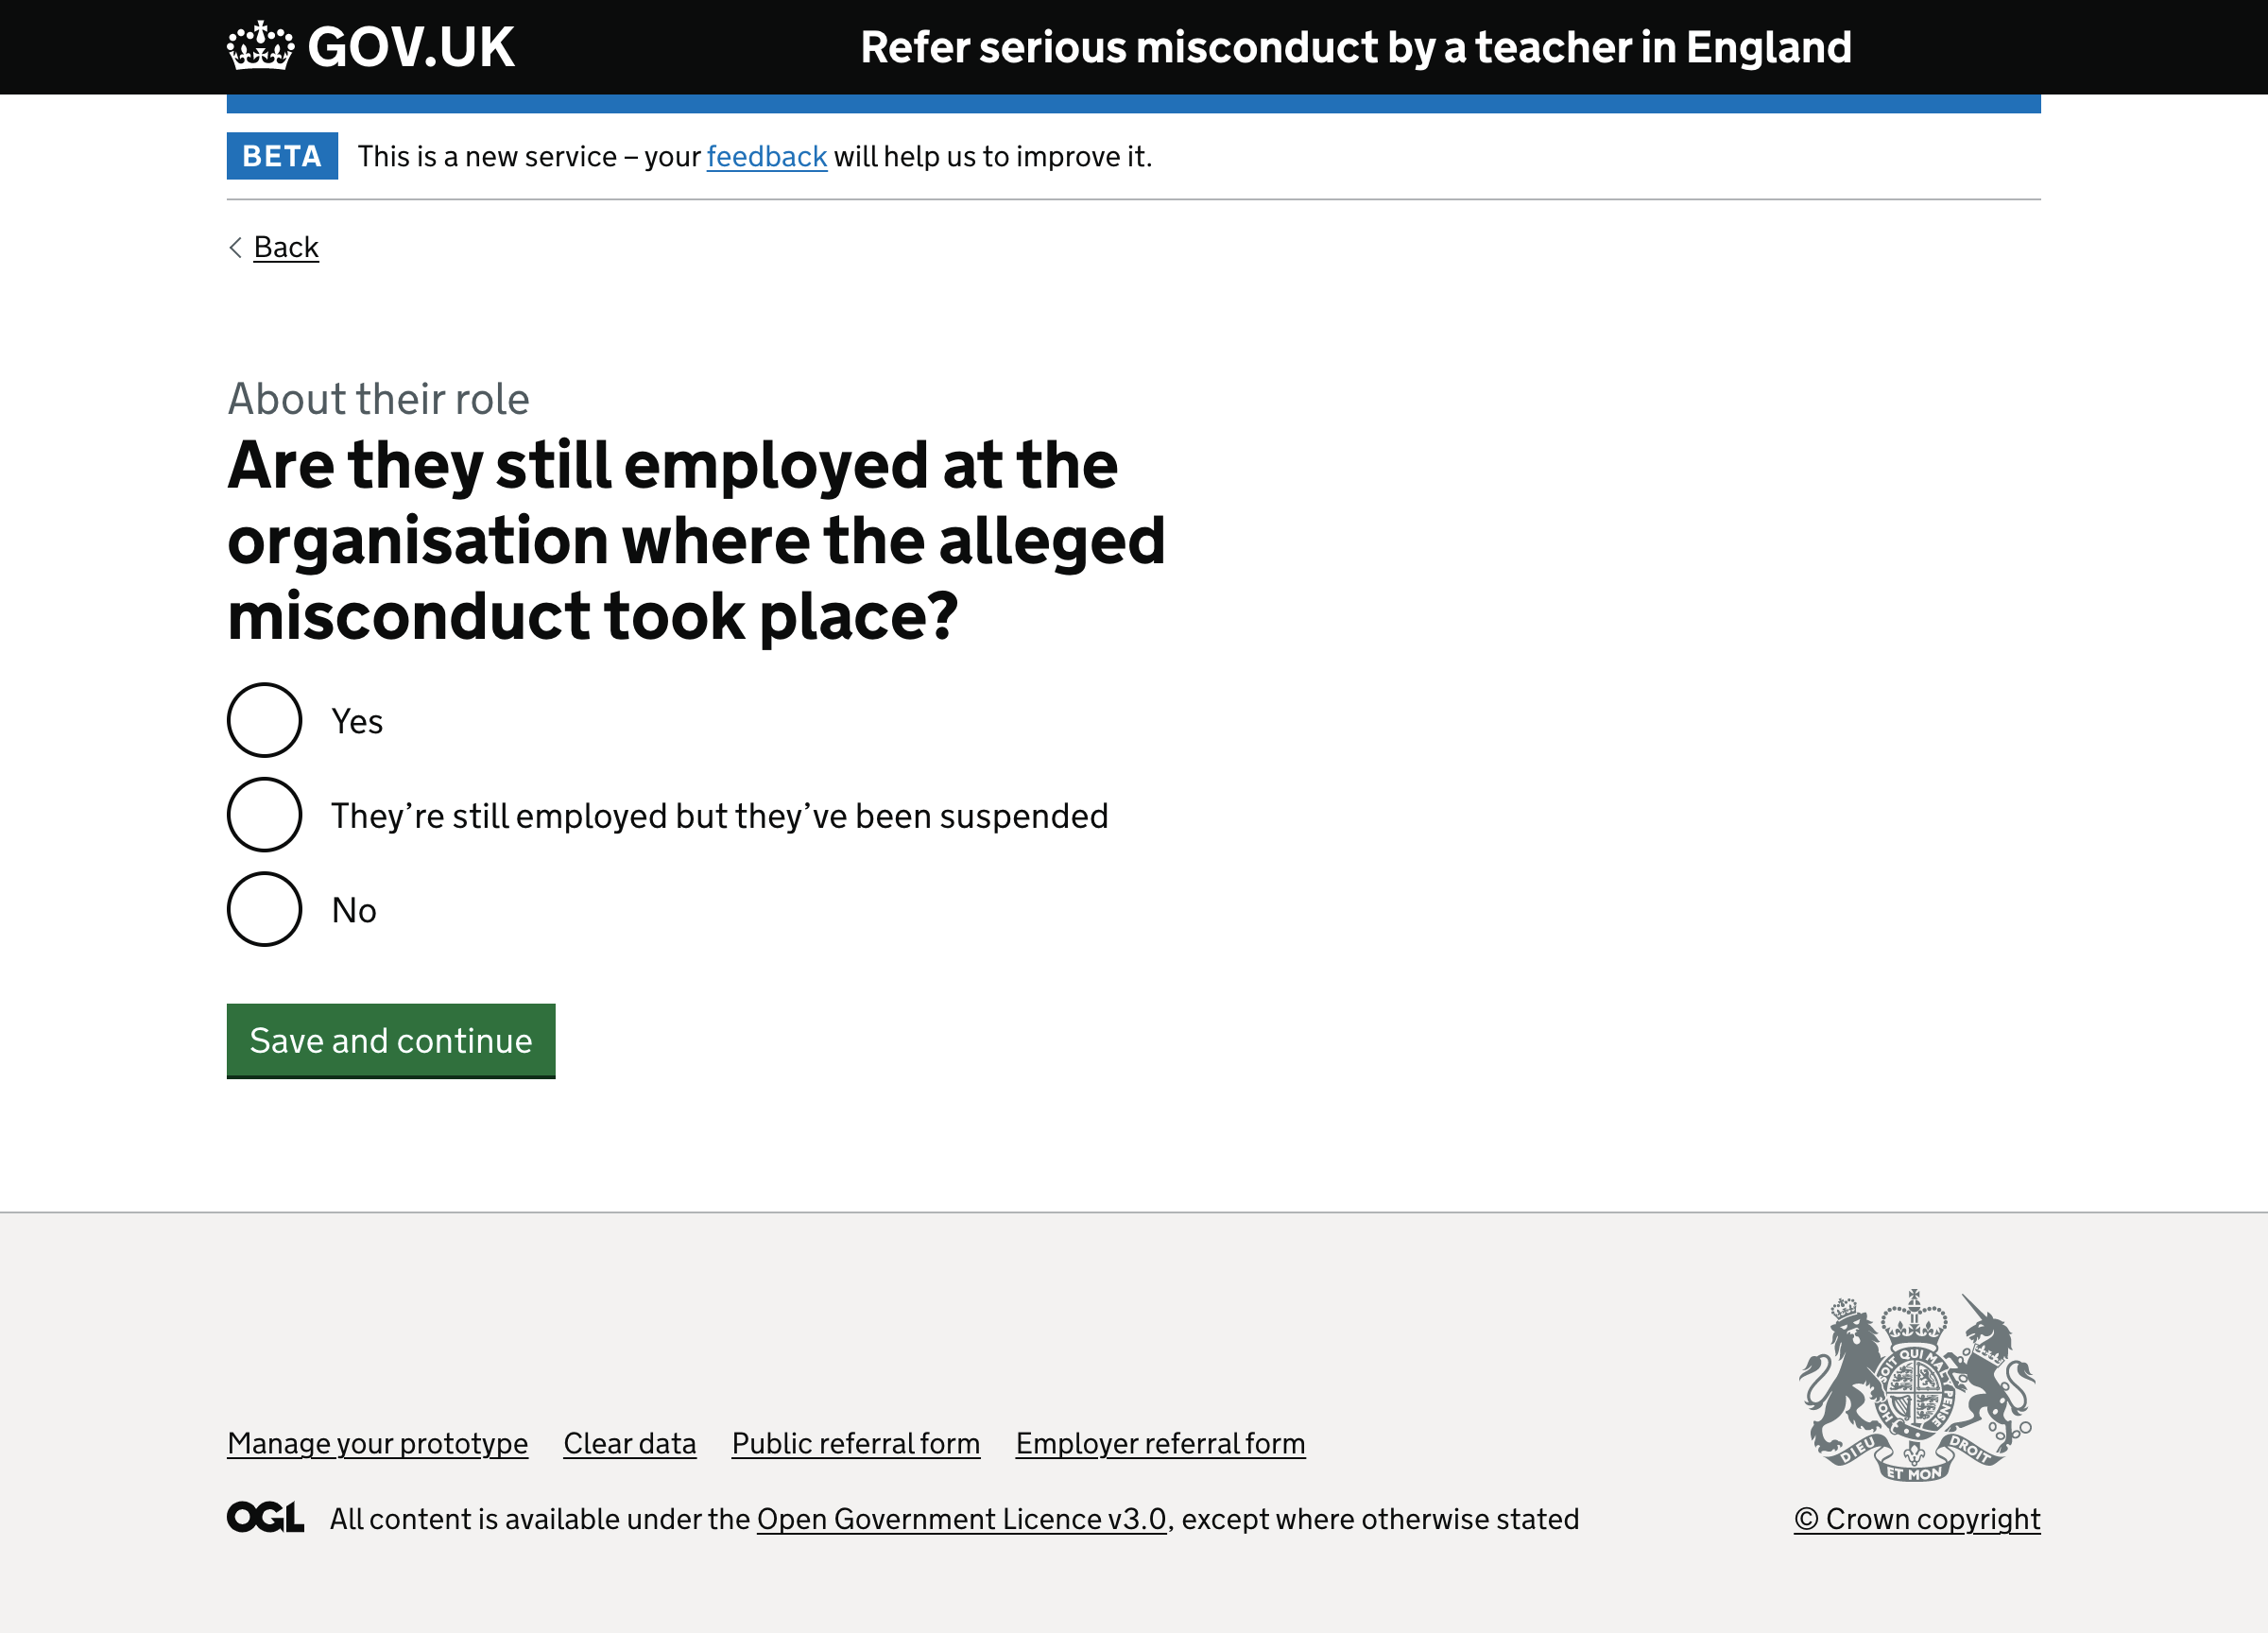 GOV.UK
Refer serious misconduct by a teacher in England
BETA This is a new service – your feedback will help us to improve it.
Back
About their role
Are they still employed at the
organisation where the alleged
misconduct took place?
Yes
They’re still employed but they’ve been suspended
No
Save and continue
Manage your prototype Clear data Public referral form Employer referral form
OGL All content is available under the Open Government Licence v3.0, except where otherwise stated
DIEU ET MON DROIT
© Crown copyright